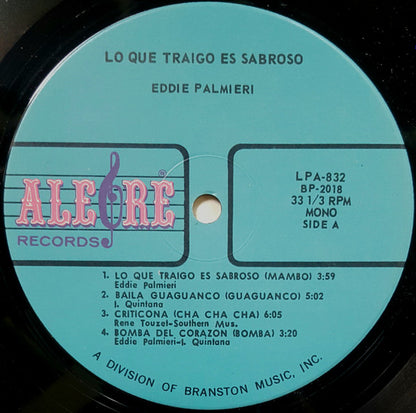 LO QUE TRAIGO ES SABROSO
EDDIE PALMIERI
ALEGRE®
RECORDS
LPA-832
BP-2018
33 1/3 RPM
MONO
SIDE A
1. LO QUE TRAIGO ES SABROSO (MAMBO) 3:59
Eddie Palmieri
2. BAILA GUAGUANCO (GUAGUANCO) 5:02
J. Quintana
3. CRITICONA (CHA CHA CHA) 6:05
Rene Touzel-Southern Mus.
4. BOMBA DEL CORAZON (BOMBA) 3:20
Eddie Palmieri-J. Quintana
A DIVISION OF BRANSTON MUSIC, INC.